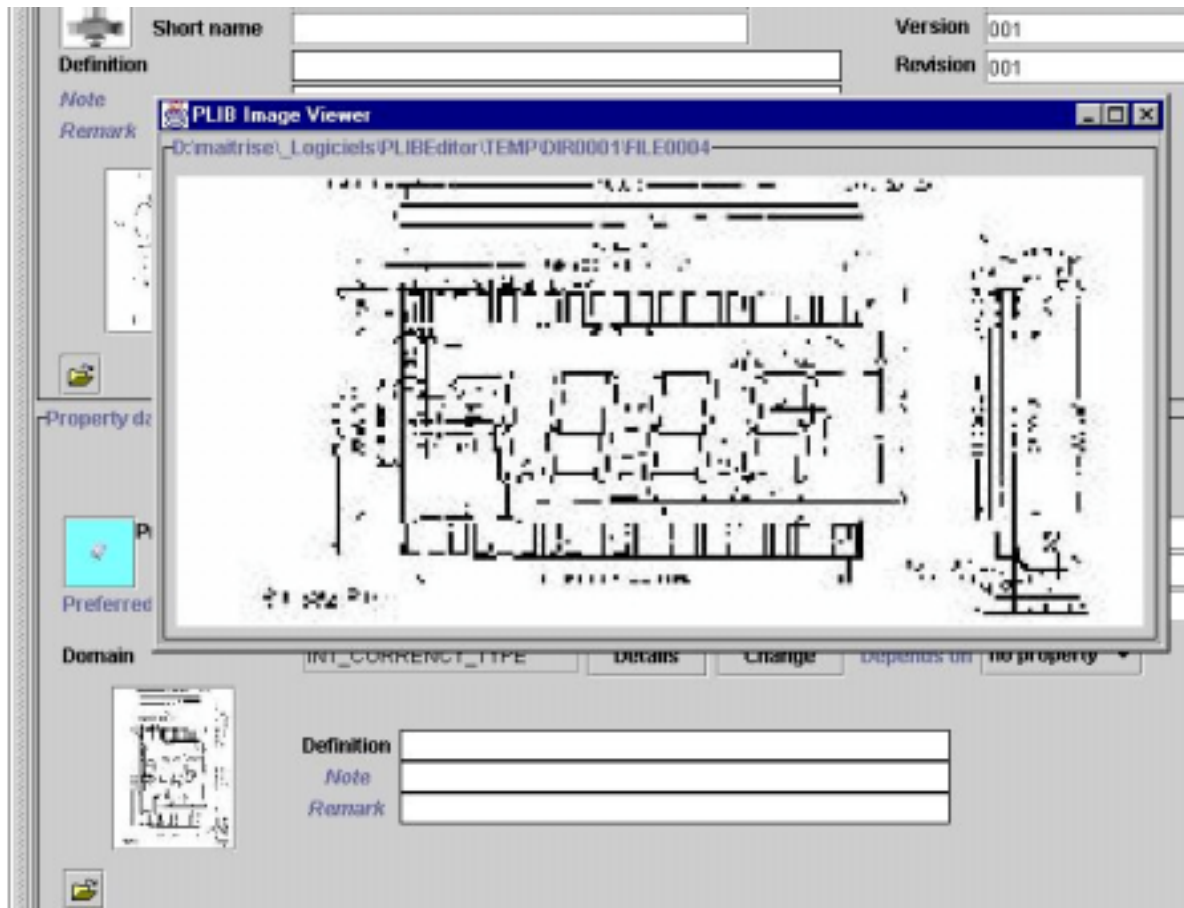 Short name
Version 001
Definition
Revision 001
Note
Remark
PLIB Image Viewer
D:\maitrise\_Logiciels\PLIBEditor\TEMP\DIR0001\FILE0004
Property da
P
Preferred
Domain INT_CURRENCY_TYPE Details Change Depends on no property
Definition
Note
Remark